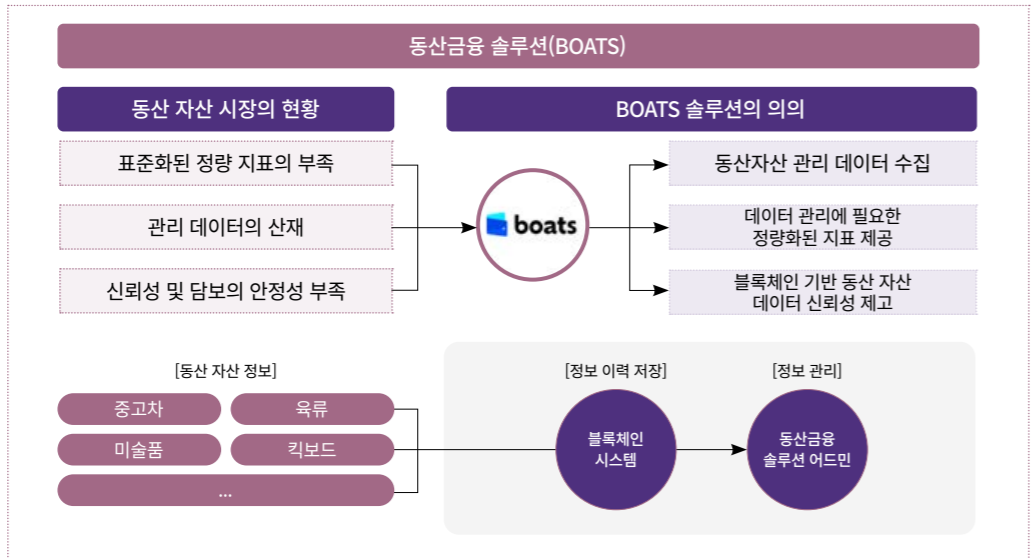 동산금융 솔루션(BOATS)
동산 자산 시장의 현황
BOATS 솔루션의 의의
표준화된 정량 지표의 부족
관리 데이터의 산재
신뢰성 및 담보의 안정성 부족
boats
동산자산 관리 데이터 수집
데이터 관리에 필요한
정량화된 지표 제공
블록체인 기반 동산 자산
데이터 신뢰성 제고
[동산 자산 정보]
중고차
육류
미술품
킥보드
...
[정보 이력 저장]
블록체인
시스템
[정보 관리]
동산금융
솔루션 어드민